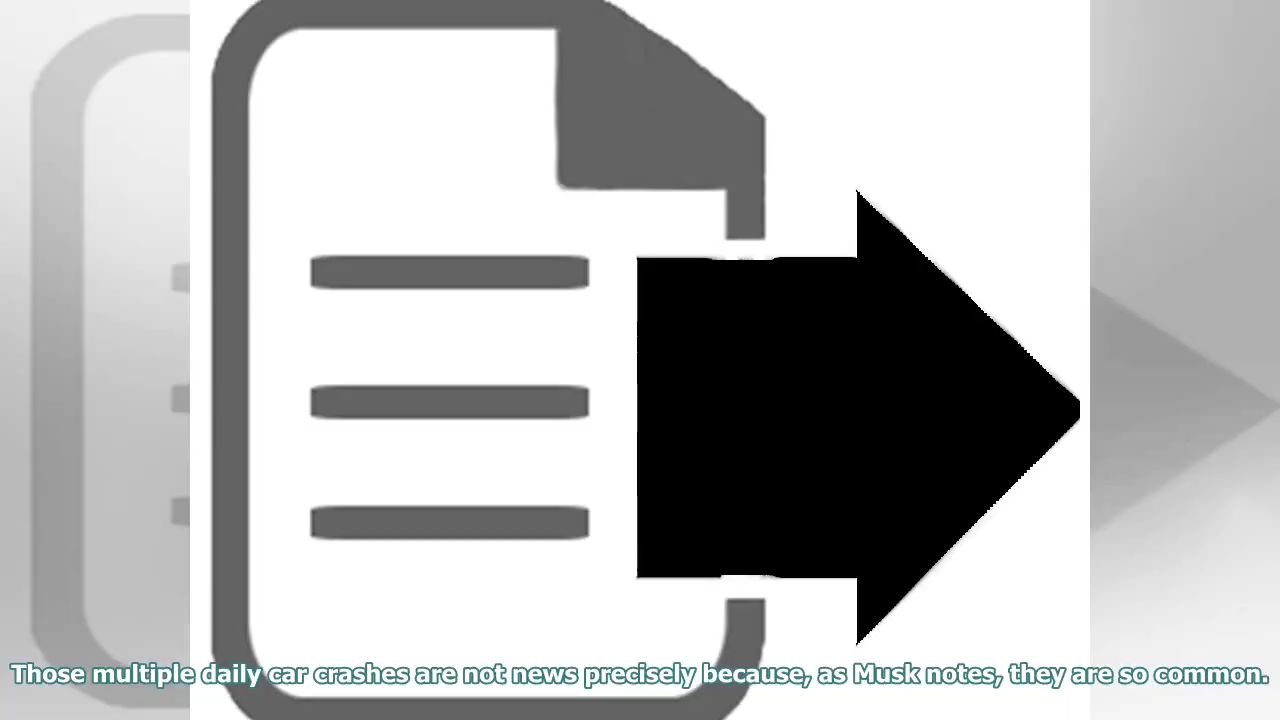 Those multiple daily car crashes are not news precisely because, as Musk notes, they are so common.